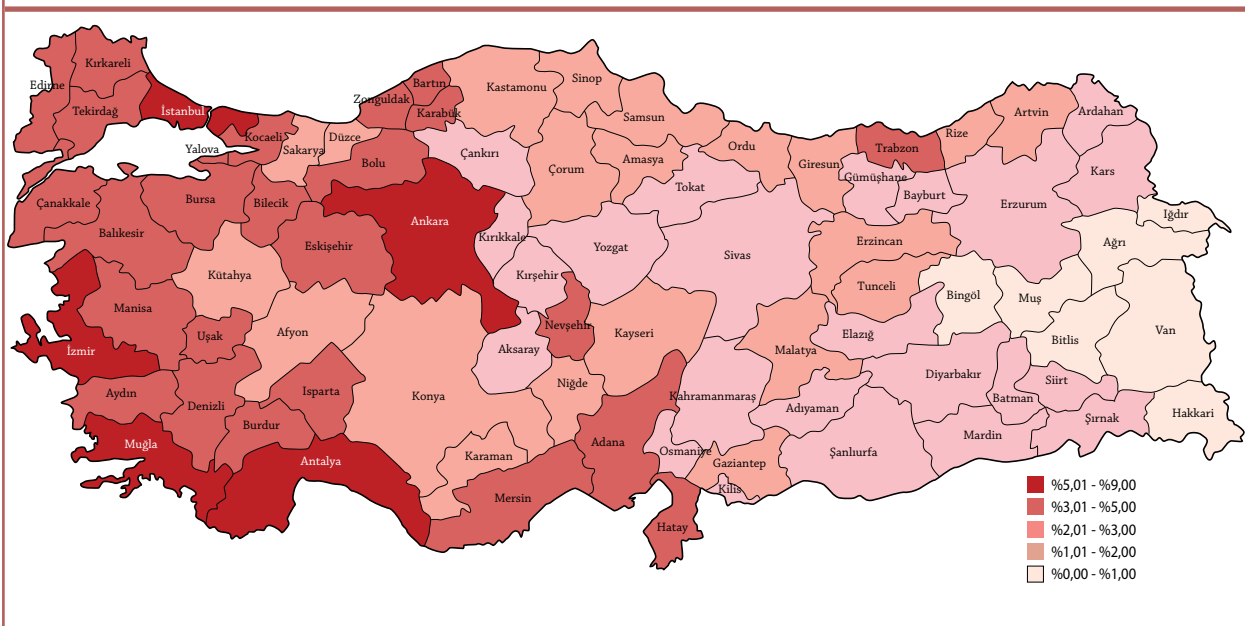 Kırkareli
Edirne
Tekirdağ
İstanbul
Kocaeli
Yalova
Sakarya
Düzce
Zonguldak
Bartın
Karabük
Bolu
Kastamonu
Sinop
Samsun
Çankırı
Çorum
Amasya
Ordu
Tokat
Giresun
Gümüşhane
Trabzon
Rize
Artvin
Ardahan
Bayburt
Kars
Erzurum
Iğdır
Ağrı
Çanakkale
Bursa
Bilecik
Balıkesir
Eskişehir
Ankara
Kırıkkale
Yozgat
Sivas
Erzincan
Kütahya
Kırşehir
Tunceli
Bingöl
Muş
Manisa
Uşak
Afyon
Nevşehir
Kayseri
Malatya
Elazığ
Bitlis
Van
İzmir
Aksaray
Diyarbakır
Siirt
Aydın
Denizli
Isparta
Konya
Niğde
Kahramanmaraş
Adıyaman
Batman
Şırnak
Hakkari
Burdur
Muğla
Antalya
Karaman
Adana
Osmaniye
Gaziantep
Şanlıurfa
Mardin
Kilis
Mersin
Hatay
%5,01 - %9,00
%3,01 - %5,00
%2,01 - %3,00
%1,01 - %2,00
%0,00 - %1,00